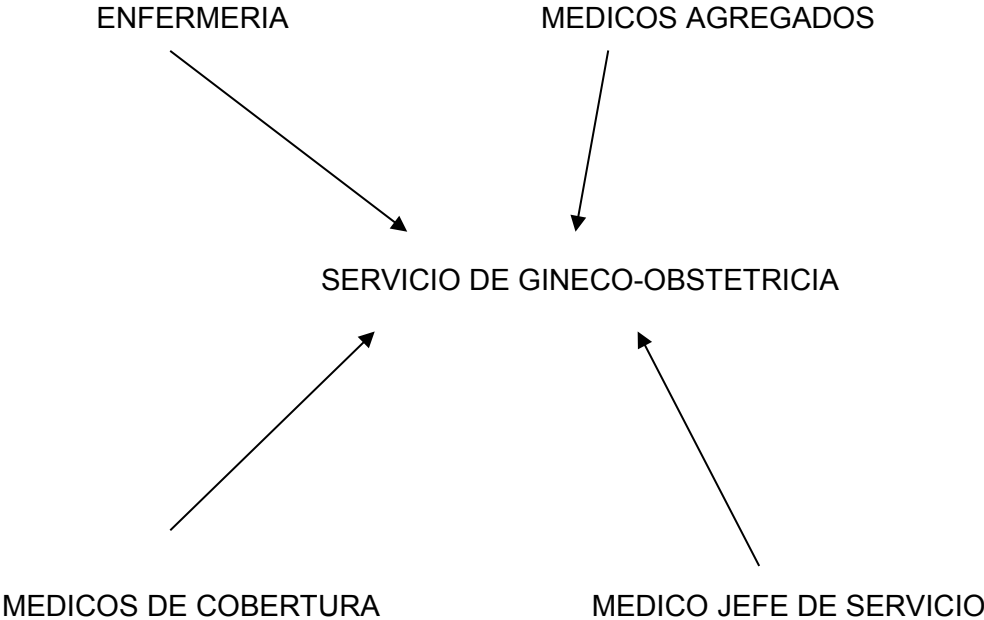 ENFERMERIA
MEDICOS AGREGADOS
SERVICIO DE GINECO-OBSTETRICIA
MEDICOS DE COBERTURA
MEDICO JEFE DE SERVICIO